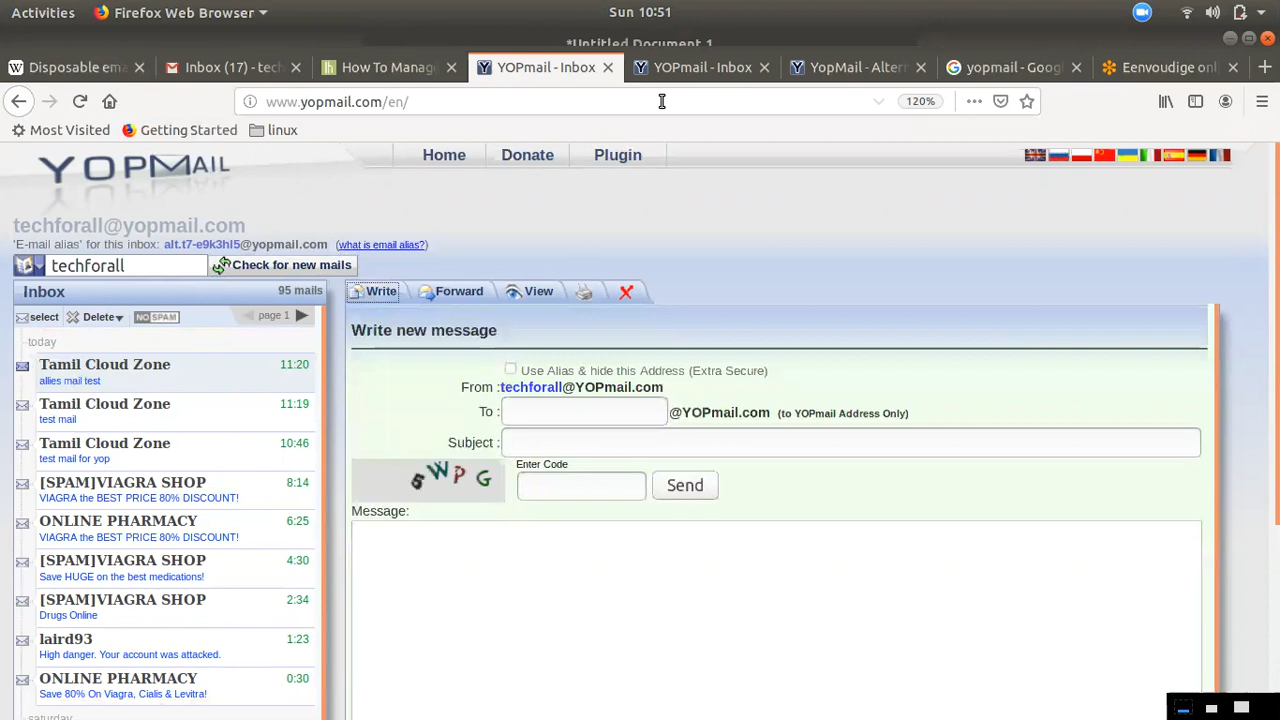 Activities Firefox Web Browser Sun 10:51
*Untitled Document 1
Disposable ema Inbox (17) - tech How To Manage YOPmail - Inbox YOPmail - Inbox YopMail - Altern yopmail - Goog Eenvoudige onl
www.yopmail.com/en/ 120%
Most Visited Getting Started linux
YOPMAIL Home Donate Plugin
techforall@yopmail.com
'E-mail alias' for this inbox: alt.t7-e9k3hl5@yopmail.com (what is email alias?)
techforall Check for new mails
Inbox 95 mails Write Forward View
select Delete NO SPAM page 1
Write new message
today
Tamil Cloud Zone 11:20
allies mail test
Tamil Cloud Zone 11:19
test mail
Tamil Cloud Zone 10:46
test mail for yop
[SPAM]VIAGRA SHOP 8:14
VIAGRA the BEST PRICE 80% DISCOUNT!
ONLINE PHARMACY 6:25
VIAGRA the BEST PRICE 80% DISCOUNT!
[SPAM]VIAGRA SHOP 4:30
Save HUGE on the best medications!
[SPAM]VIAGRA SHOP 2:34
Drugs Online
laird93 1:23
High danger. Your account was attacked.
ONLINE PHARMACY 0:30
Save 80% On Viagra, Cialis & Levitra!
saturday
Use Alias & hide this Address (Extra Secure)
From : techforall@YOPmail.com
To : @YOPmail.com (to YOPmail Address Only)
Subject :
5WPG Enter Code Send
Message: